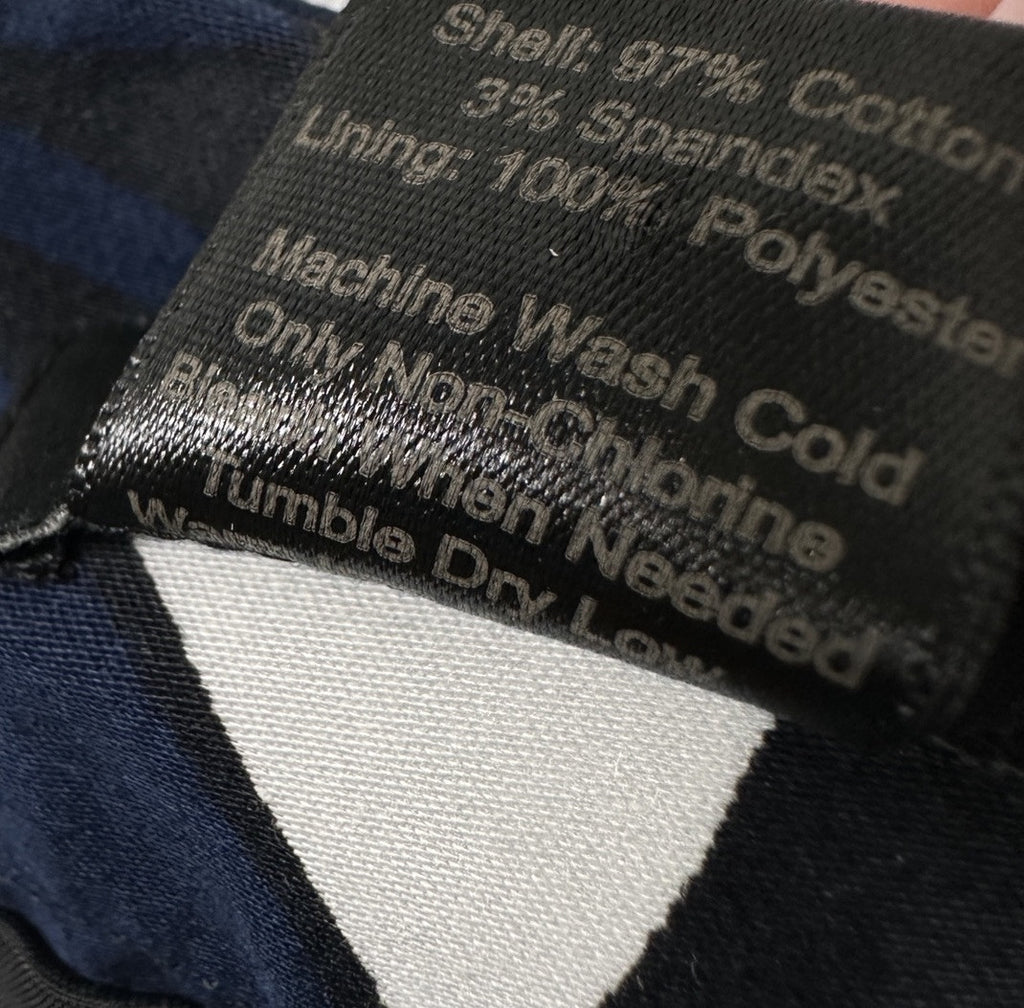 Shell: 97% Cotton
3% Spandex
Lining: 100% Polyester
Machine Wash Cold
Only Non-Chlorine
Bleach When Needed
Tumble Dry Low